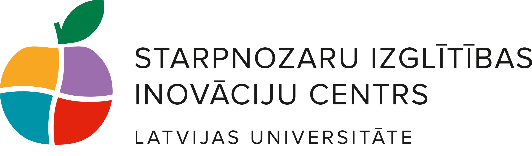 STARPNOZARU IZGLĪTĪBAS
INOVĀCIJU CENTRS
LATVIJAS UNIVERSITĀTE